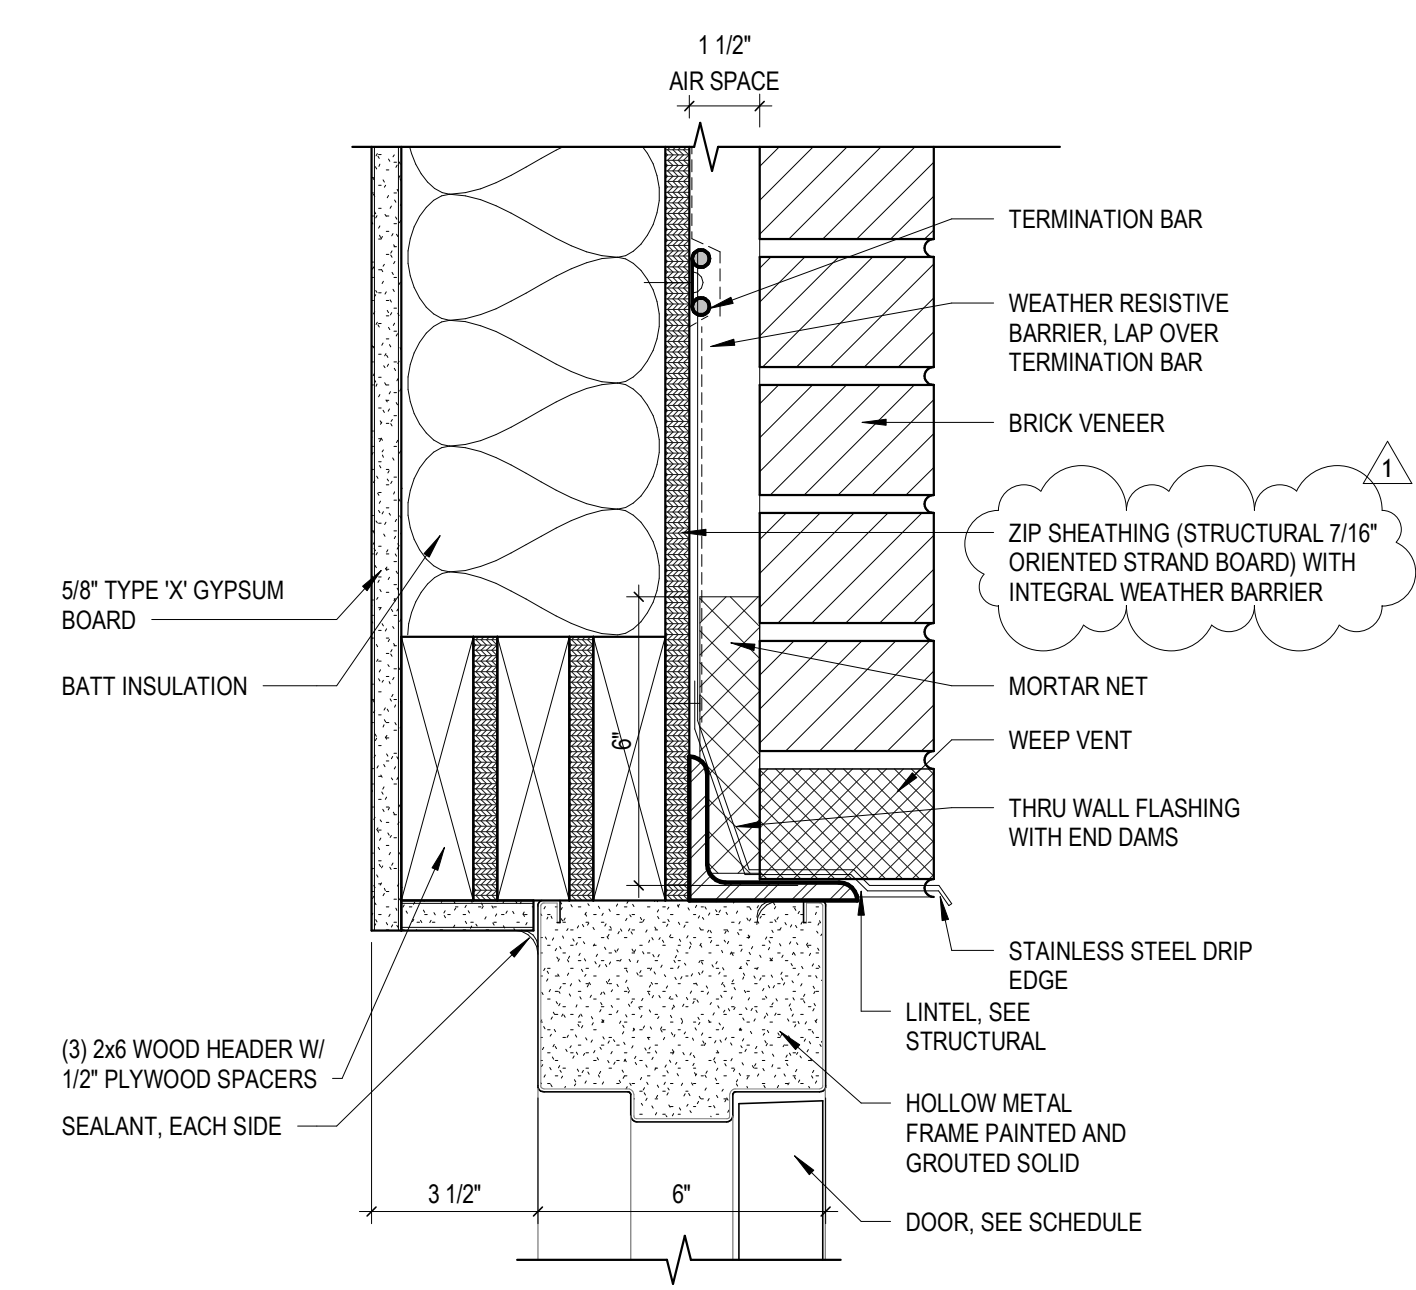 1 1/2"
AIR SPACE
TERMINATION BAR
WEATHER RESISTIVE
BARRIER, LAP OVER
TERMINATION BAR
BRICK VENEER
1
ZIP SHEATHING (STRUCTURAL 7/16"
ORIENTED STRAND BOARD) WITH
INTEGRAL WEATHER BARRIER
5/8" TYPE 'X' GYPSUM
BOARD
BATT INSULATION
MORTAR NET
WEEP VENT
6"
THRU WALL FLASHING
WITH END DAMS
STAINLESS STEEL DRIP
EDGE
LINTEL, SEE
STRUCTURAL
(3) 2x6 WOOD HEADER W/
1/2" PLYWOOD SPACERS
SEALANT, EACH SIDE
HOLLOW METAL
FRAME PAINTED AND
GROUTED SOLID
3 1/2"
6"
DOOR, SEE SCHEDULE